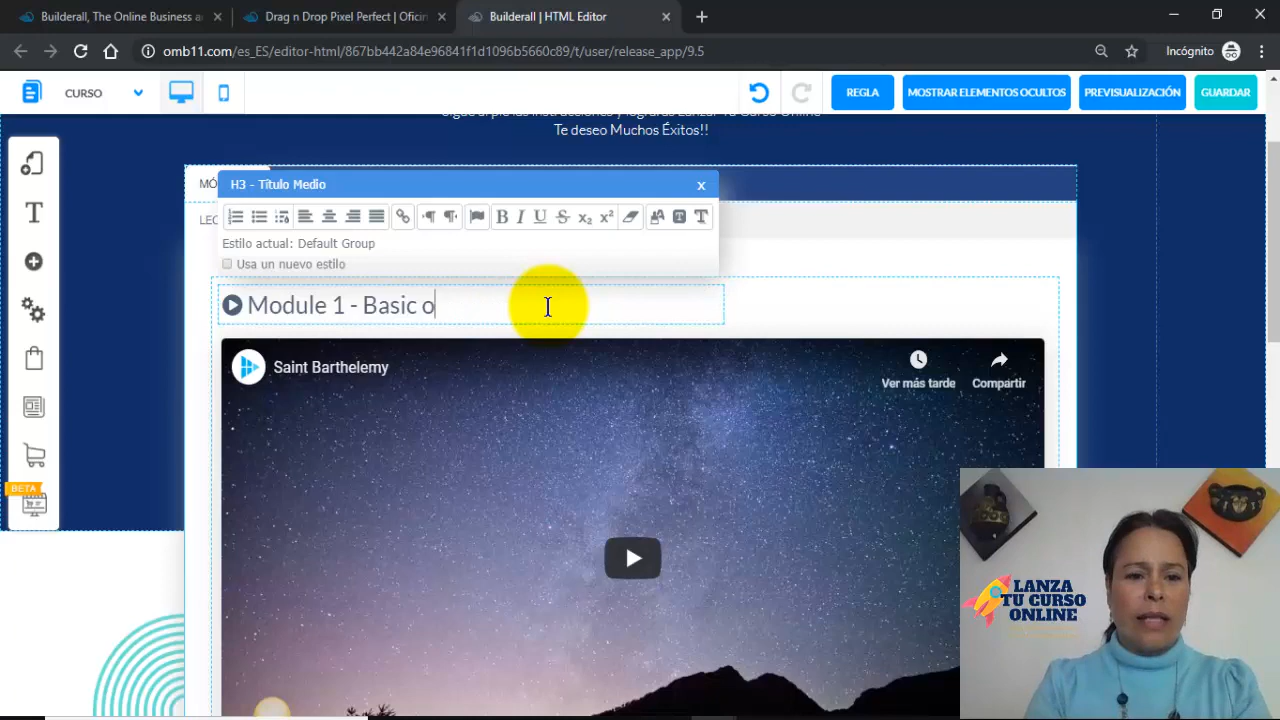 Builderall, The Online Business a
Drag n Drop Pixel Perfect | Oficin
Builderall | HTML Editor
omb11.com/es_ES/editor-html/867bb442a84e96841f1d1096b5660c89/t/user/release_app/9.5
Incógnito
CURSO
REGLA
MOSTRAR ELEMENTOS OCULTOS
PREVISUALIZACIÓN
GUARDAR
Te deseo Muchos Éxitos!!
MÓ
H3 - Título Medio
x
LEC
Estilo actual: Default Group
Usa un nuevo estilo
Module 1 - Basic o
Saint Barthelemy
Ver más tarde
Compartir
BETA
LANZA
TU CURSO
ONLINE